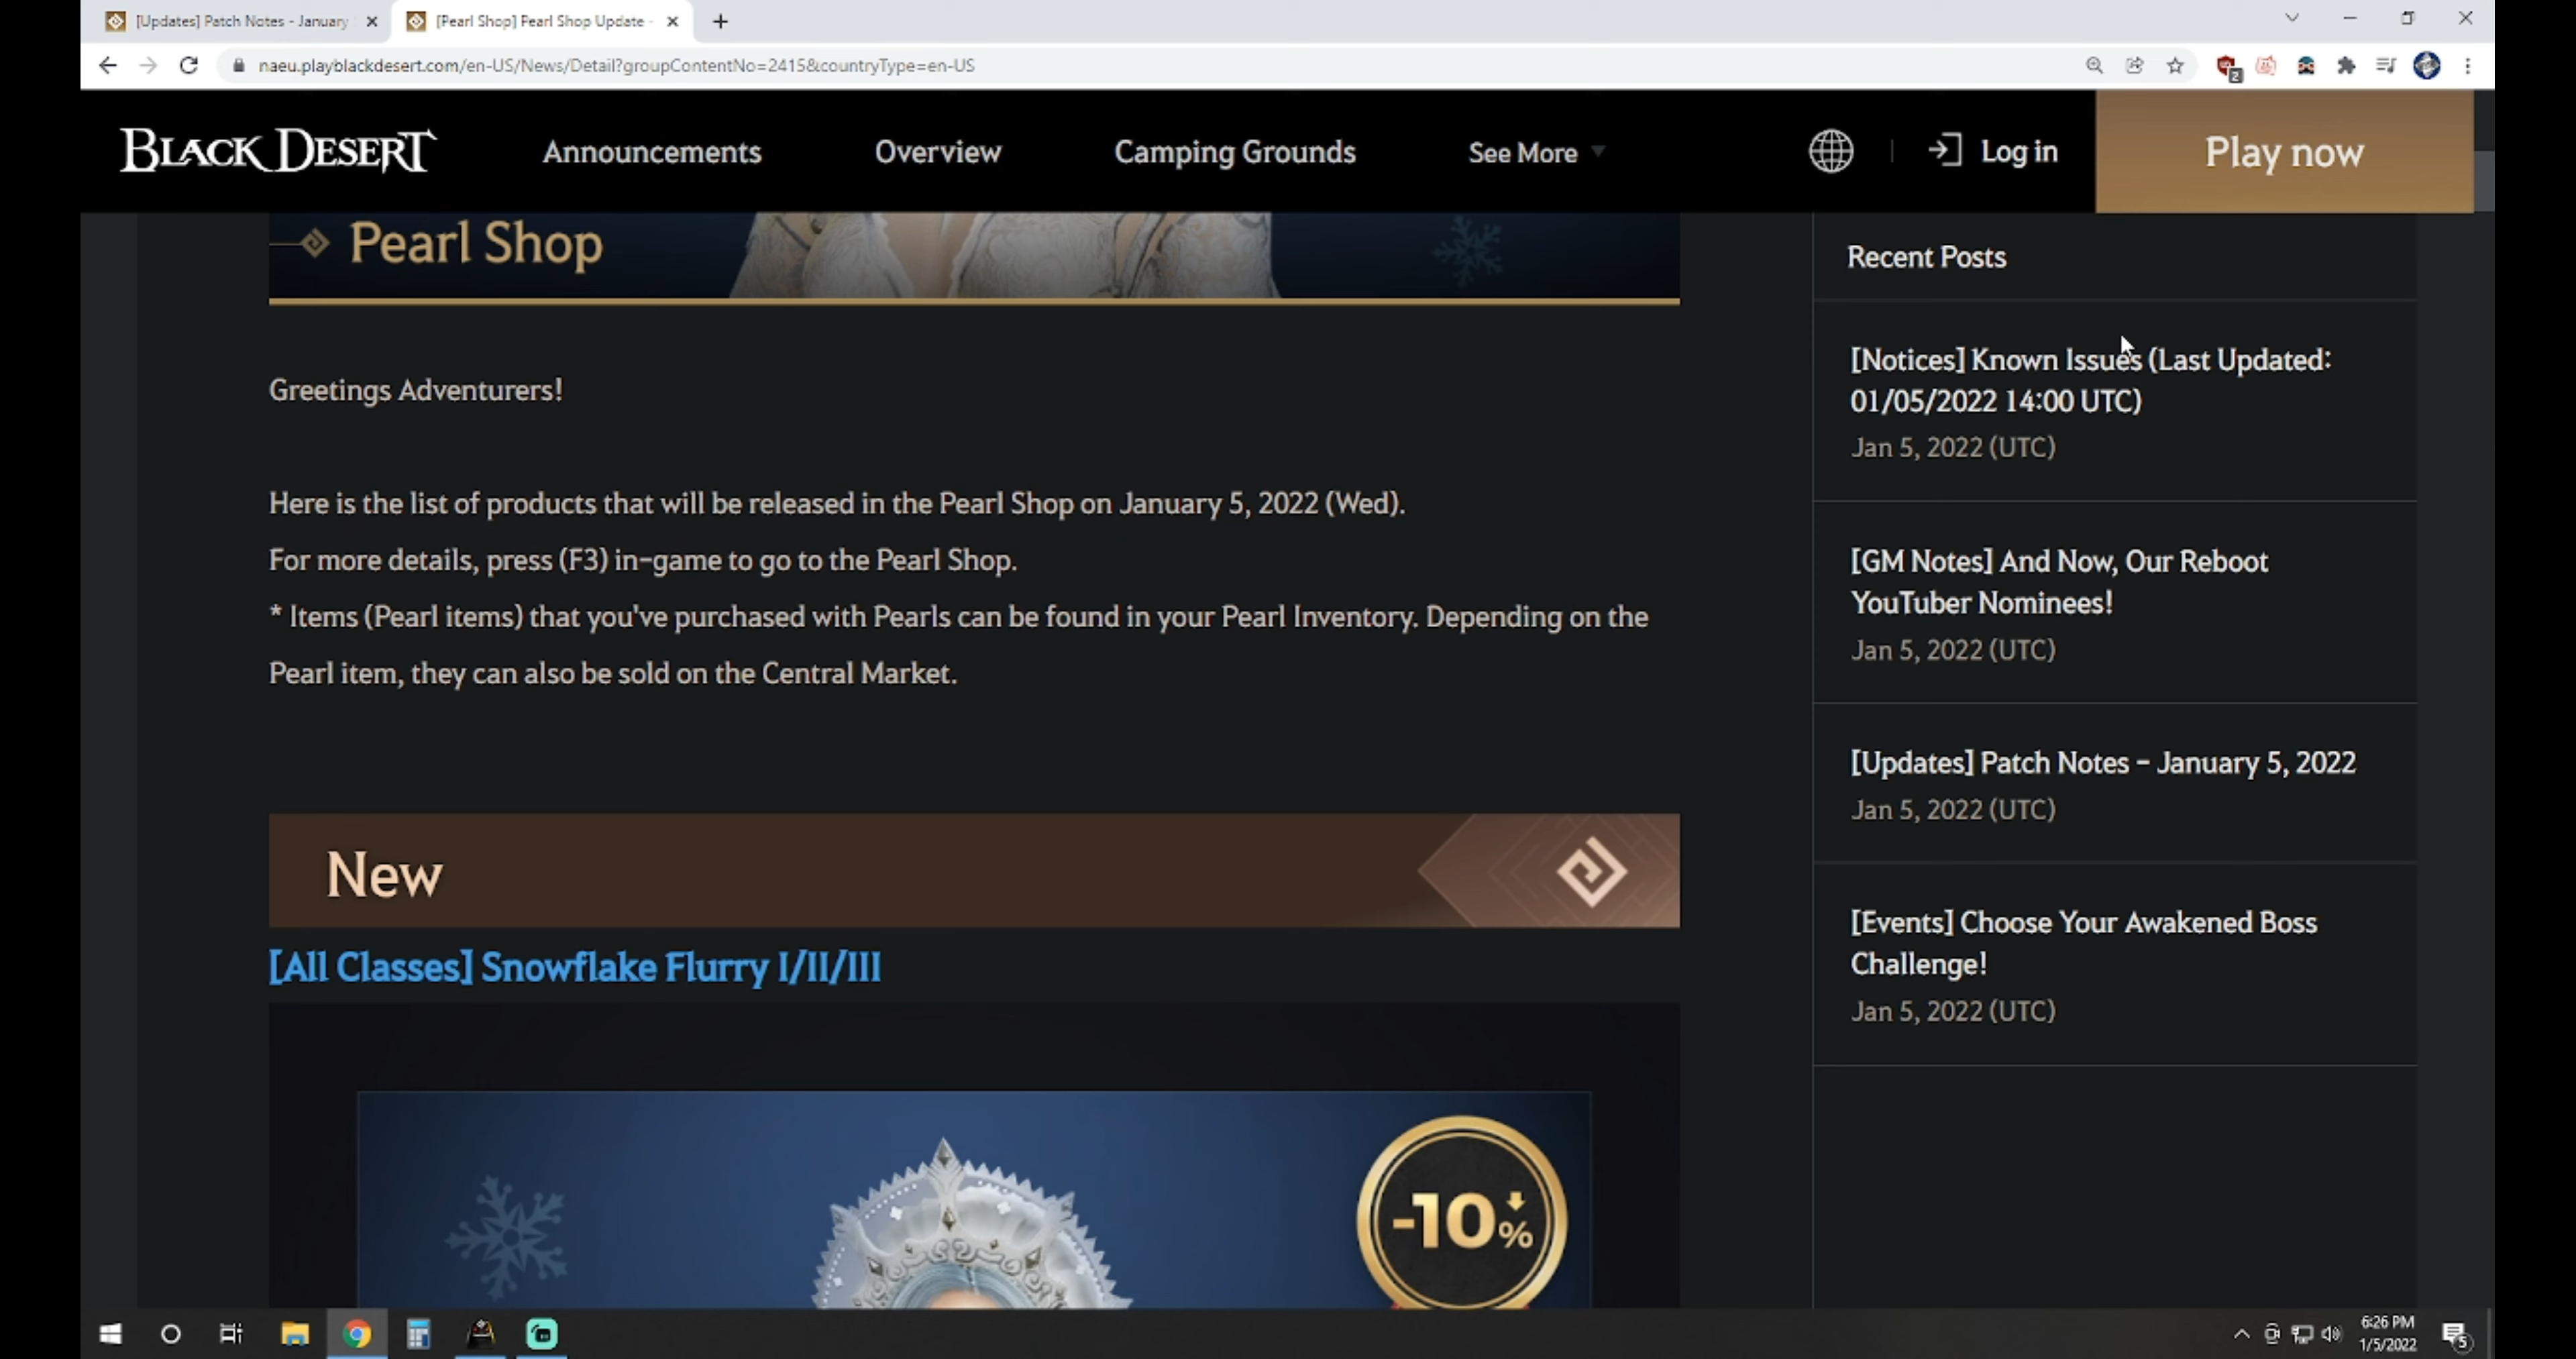 [Updates] Patch Notes - January
[Pearl Shop] Pearl Shop Update -
naeu.playblackdesert.com/en-US/News/Detail?groupContentNo=2415&countryType=en-US
2
BLACK DESERT
Announcements
Overview
Camping Grounds
See More
Log in
Play now
Pearl Shop
Greetings Adventurers!
Here is the list of products that will be released in the Pearl Shop on January 5, 2022 (Wed).
For more details, press (F3) in-game to go to the Pearl Shop.
* Items (Pearl items) that you've purchased with Pearls can be found in your Pearl Inventory. Depending on the
Pearl item, they can also be sold on the Central Market.
New
[All Classes] Snowflake Flurry I/II/III
-10%
Recent Posts
[Notices] Known Issues (Last Updated:
01/05/2022 14:00 UTC)
Jan 5, 2022 (UTC)
[GM Notes] And Now, Our Reboot
YouTuber Nominees!
Jan 5, 2022 (UTC)
[Updates] Patch Notes - January 5, 2022
Jan 5, 2022 (UTC)
[Events] Choose Your Awakened Boss
Challenge!
Jan 5, 2022 (UTC)
6:26 PM
1/5/2022
5